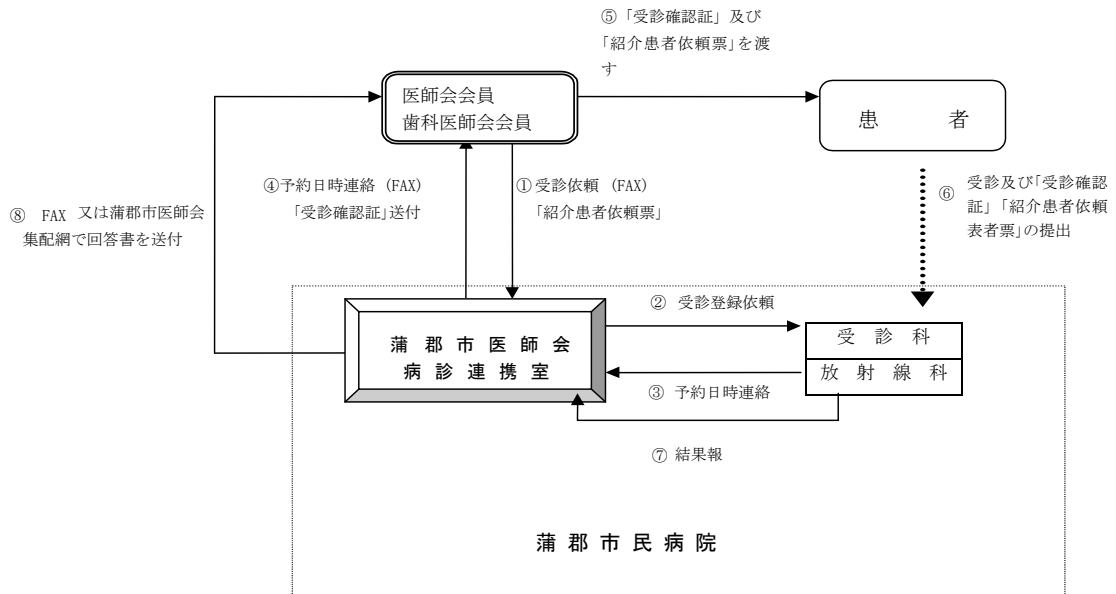 ⑤「受診確認証」及び
「紹介患者依頼票」を渡
す
医師会会員
歯科医師会会員
患　　者
④予約日時連絡 (FAX)
「受診確認証」送付
①受診依頼 (FAX)
「紹介患者依頼票」
⑥ 受診及び「受診確認
証」「紹介患者依頼
表者票」の提出
⑧ FAX 又は蒲郡市医師会
集配網で回答書を送付
② 受診登録依頼
蒲郡市医師会
病診連携室
受診科
放射線科
③ 予約日時連絡
⑦ 結果報
蒲郡市民病院